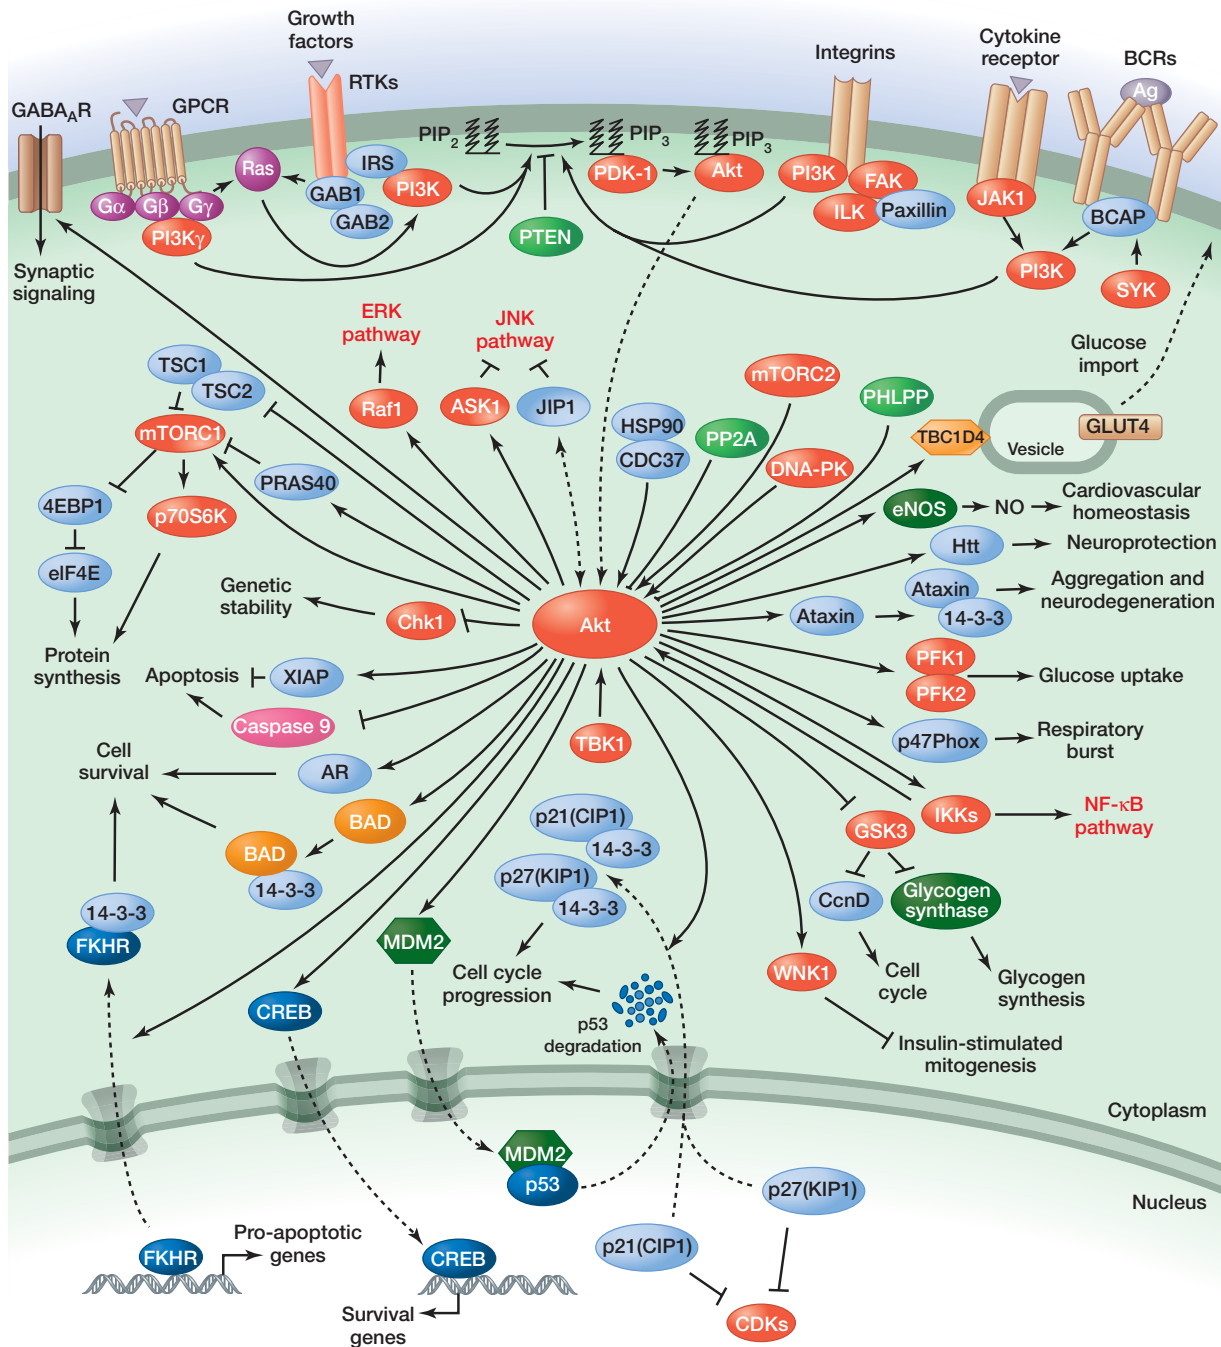 Growth
factors
RTKs
Integrins
Cytokine
receptor
BCRs
Ag
GABA_AR
GPCR
PIP2
PIP3
PIP3
IRS
PI3K
GAB1
GAB2
Ras
Gα
Gβ
Gγ
PI3Kγ
PTEN
PDK-1
Akt
PI3K
FAK
ILK
Paxillin
JAK1
BCAP
PI3K
SYK
Synaptic
signaling
ERK
pathway
JNK
pathway
Glucose
import
TSC1
TSC2
Raf1
ASK1
JIP1
HSP90
CDC37
PP2A
mTORC2
DNA-PK
PHLPP
TBC1D4
Vesicle
GLUT4
mTORC1
PRAS40
4EBP1
p70S6K
eIF4E
eNOS
NO
Cardiovascular
homeostasis
Htt
Neuroprotection
Genetic
stability
Chk1
Akt
Ataxin
Ataxin
14-3-3
Aggregation and
neurodegeneration
Protein
synthesis
Apoptosis
XIAP
Caspase 9
PFK1
PFK2
Glucose uptake
TBK1
p47Phox
Respiratory
burst
Cell
survival
AR
BAD
BAD
14-3-3
p21(CIP1)
14-3-3
p27(KIP1)
14-3-3
GSK3
IKKs
NF-κB
pathway
CcnD
Glycogen
synthase
14-3-3
FKHR
MDM2
Cell cycle
progression
WNK1
Cell
cycle
Glycogen
synthesis
CREB
p53
degradation
Insulin-stimulated
mitogenesis
Cytoplasm
MDM2
p53
p27(KIP1)
Nucleus
FKHR
Pro-apoptotic
genes
CREB
p21(CIP1)
Survival
genes
CDKs